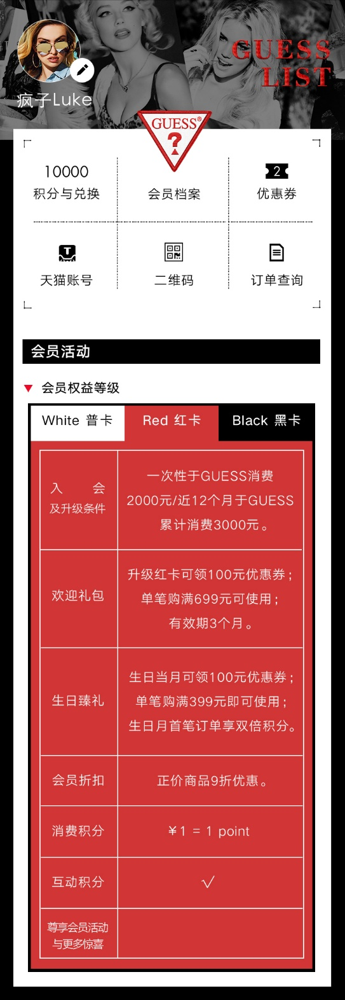 GUESS
LIST
疯子Luke
GUESS®
?
10000
积分与兑换
会员档案
2
优惠券
T
天猫账号
二维码
订单查询
会员活动
会员权益等级
White 普卡
Red 红卡
Black 黑卡
入 会
及升级条件
一次性于GUESS消费
2000元/近12个月于GUESS
累计消费3000元。
欢迎礼包
升级红卡可领100元优惠券；
单笔购满699元可使用；
有效期3个月。
生日臻礼
生日当月可领100元优惠券；
单笔购满399元即可使用；
生日月首笔订单享双倍积分。
会员折扣
正价商品9折优惠。
消费积分
¥1 = 1 point
互动积分
√
尊享会员活动
与更多惊喜